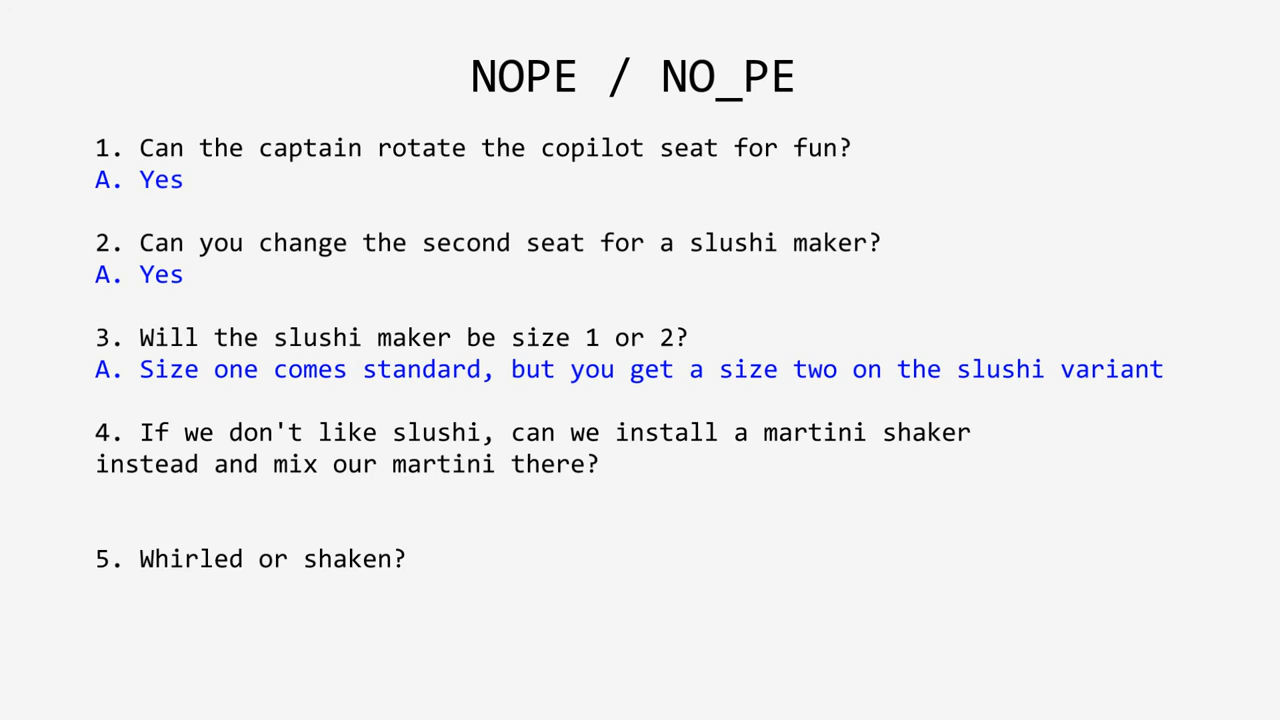 NOPE / NO_PE
1. Can the captain rotate the copilot seat for fun?
A. Yes
2. Can you change the second seat for a slushi maker?
A. Yes
3. Will the slushi maker be size 1 or 2?
A. Size one comes standard, but you get a size two on the slushi variant
4. If we don't like slushi, can we install a martini shaker
instead and mix our martini there?
5. Whirled or shaken?